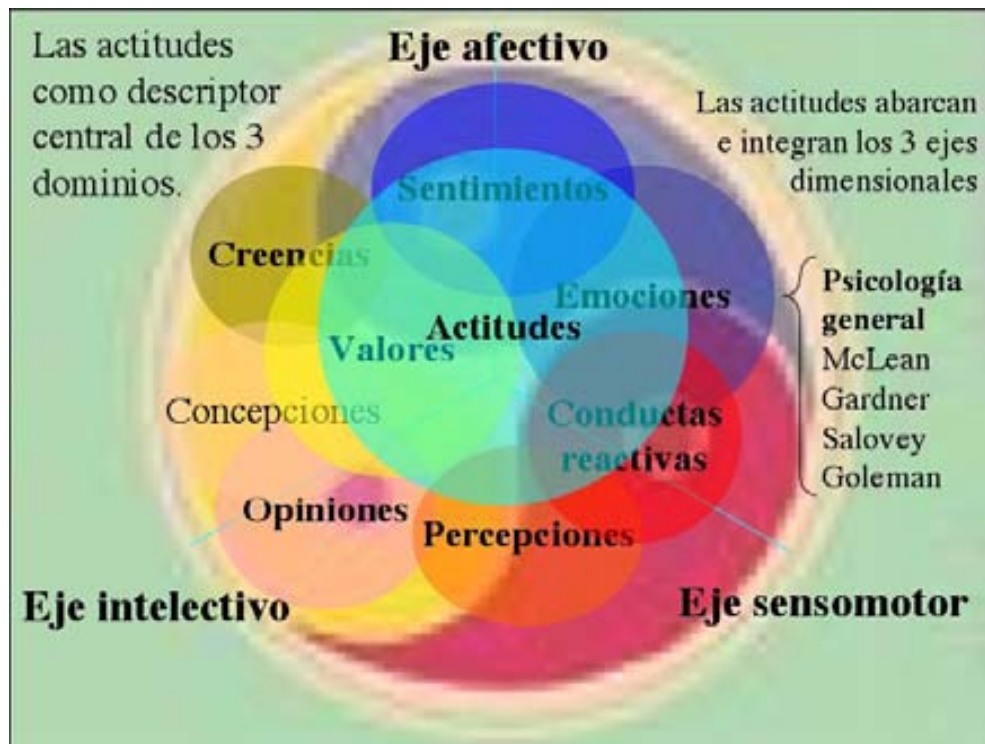 Las actitudes
como descriptor
central de los 3
dominios.
Eje afectivo
Las actitudes abarcan
e integran los 3 ejes
dimensionales
Sentimientos
Creencias
Emociones
Actitudes
Valores
Concepciones
Conductas
reactivas
Opiniones
Percepciones
Psicología
general
McLean
Gardner
Salovey
Goleman
Eje intelectivo
Eje sensomotor